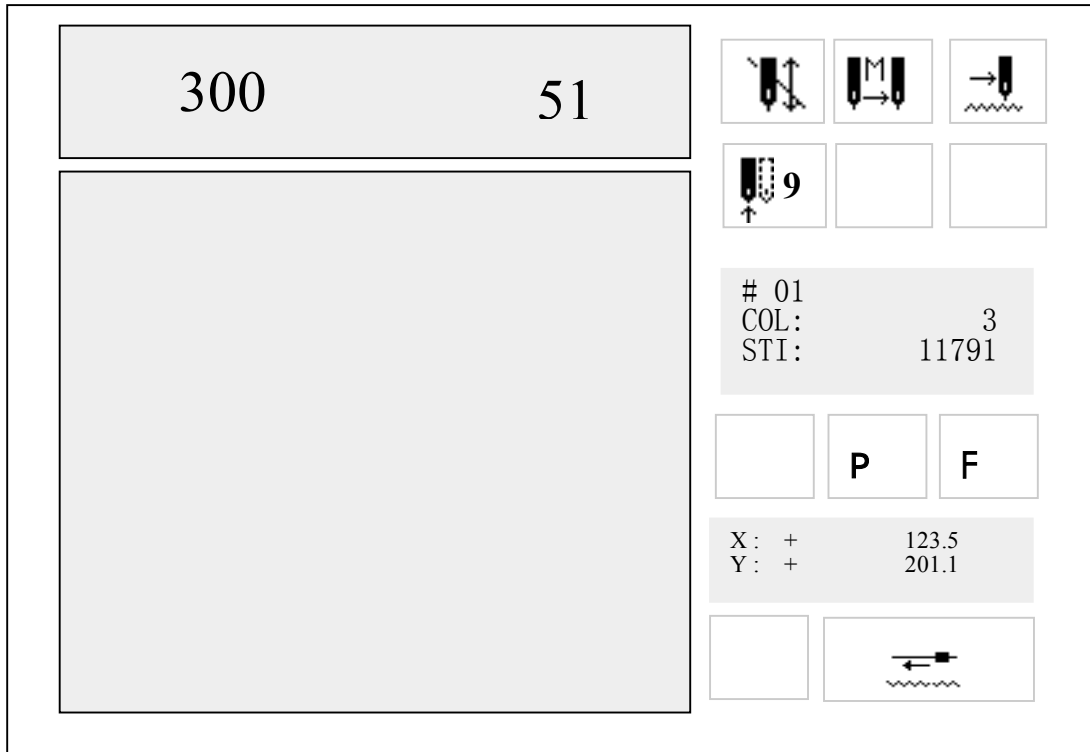 300 51
M
9
# 01
COL: 3
STI: 11791
P F
X: + 123.5
Y: + 201.1